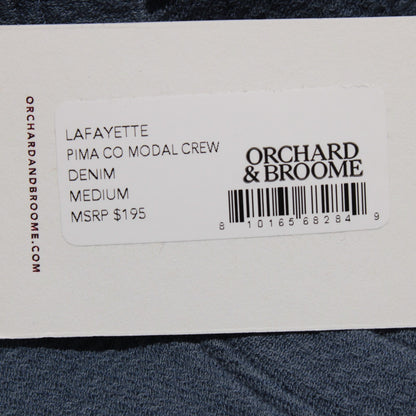 ORCHARDANDBROOME.COM
LAFAYETTE
PIMA CO MODAL CREW
DENIM
MEDIUM
MSRP $195
ORCHARD
& BROOME
8 10165 68284 9